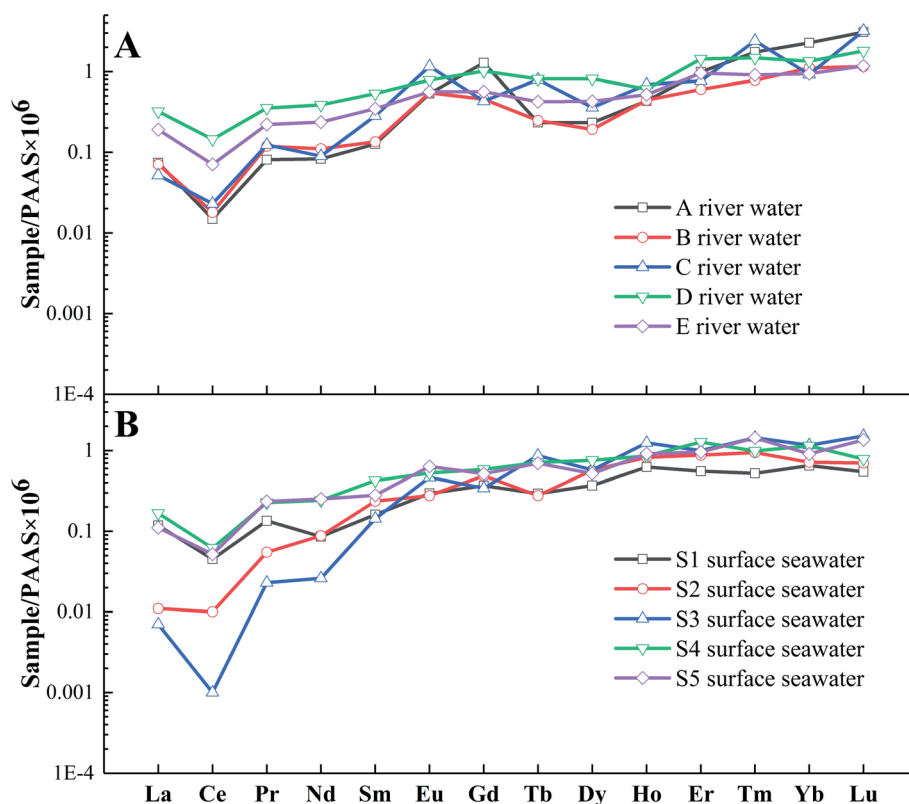 A
Sample/PAAS×10⁶
1
0.1
0.01
0.001
1E-4
A river water
B river water
C river water
D river water
E river water
B
Sample/PAAS×10⁶
1
0.1
0.01
0.001
1E-4
S1 surface seawater
S2 surface seawater
S3 surface seawater
S4 surface seawater
S5 surface seawater
La Ce Pr Nd Sm Eu Gd Tb Dy Ho Er Tm Yb Lu